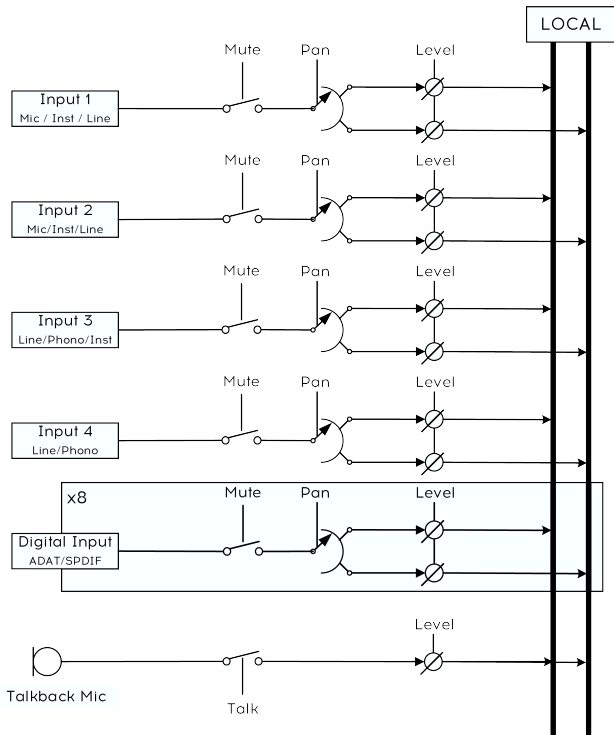 LOCAL
Mute Pan Level
Input 1
Mic / Inst / Line
Mute Pan Level
Input 2
Mic/Inst/Line
Mute Pan Level
Input 3
Line/Phono/Inst
Mute Pan Level
Input 4
Line/Phono
x8 Mute Pan Level
Digital Input
ADAT/SPDIF
Level
Talkback Mic
Talk